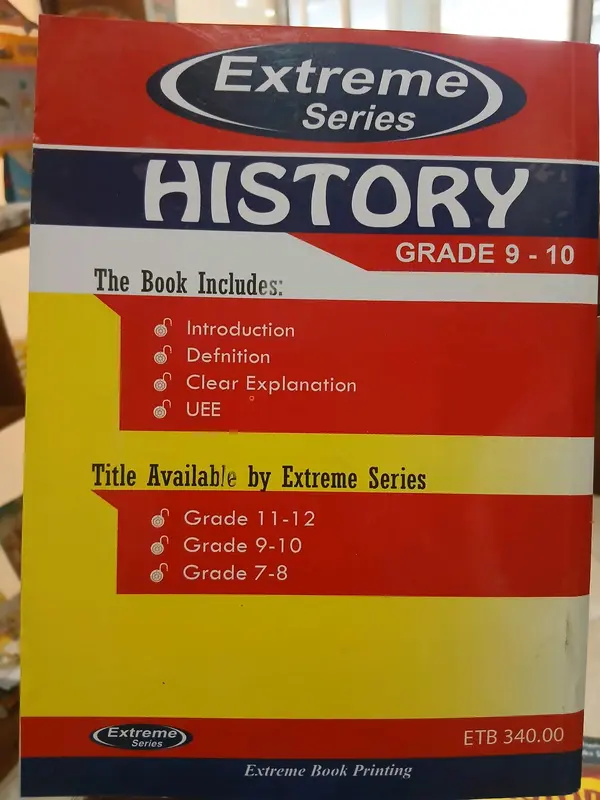 Extreme
Series
HISTORY
GRADE 9 - 10
The Book Includes:
Introduction
Defnition
Clear Explanation
UEE
Title Available by Extreme Series
Grade 11-12
Grade 9-10
Grade 7-8
Extreme
Series
ETB 340.00
Extreme Book Printing